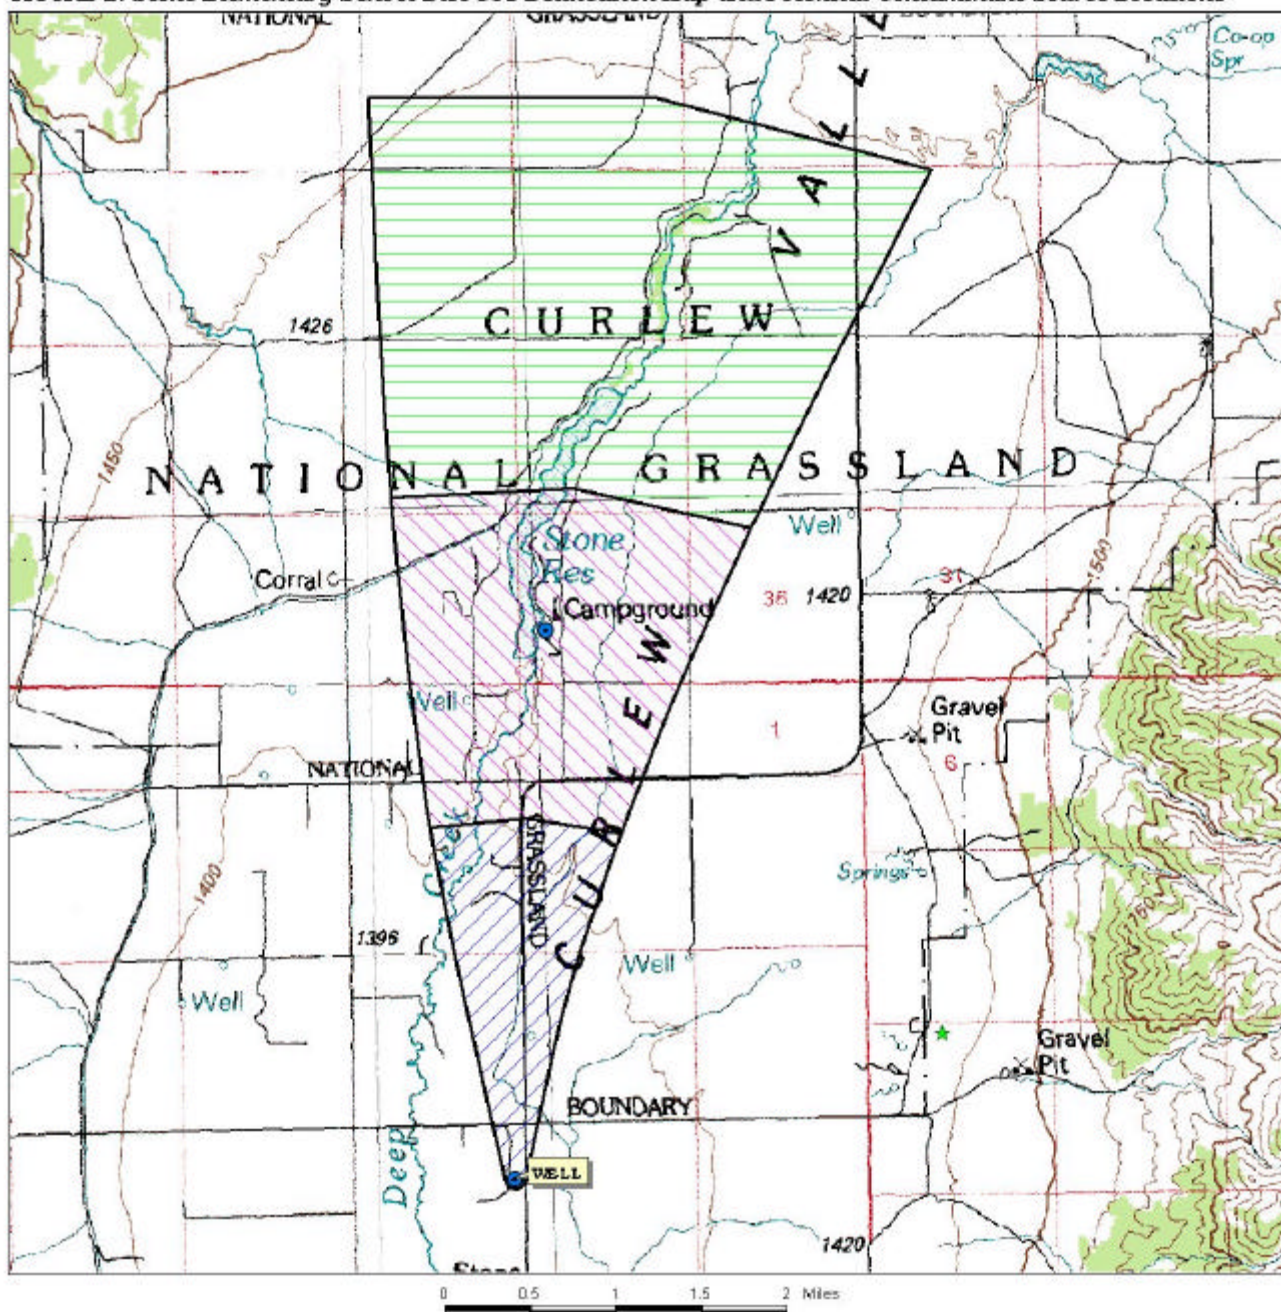 NATIONAL
GRASSLAND
Co-op
Spr
V A L L
1426
CURLEW
1450
NATIONAL GRASSLAND
Well
Stone
Res
Corral
Campground
36
1420
31
1500
Well
1
Gravel
Pit
6
NATIONAL
CURLEW
GRASSLAND
Creek
Springs
1400
1396
Well
Well
Gravel
Pit
BOUNDARY
Deep
WELL
1420
0 0.5 1 1.5 2 Miles